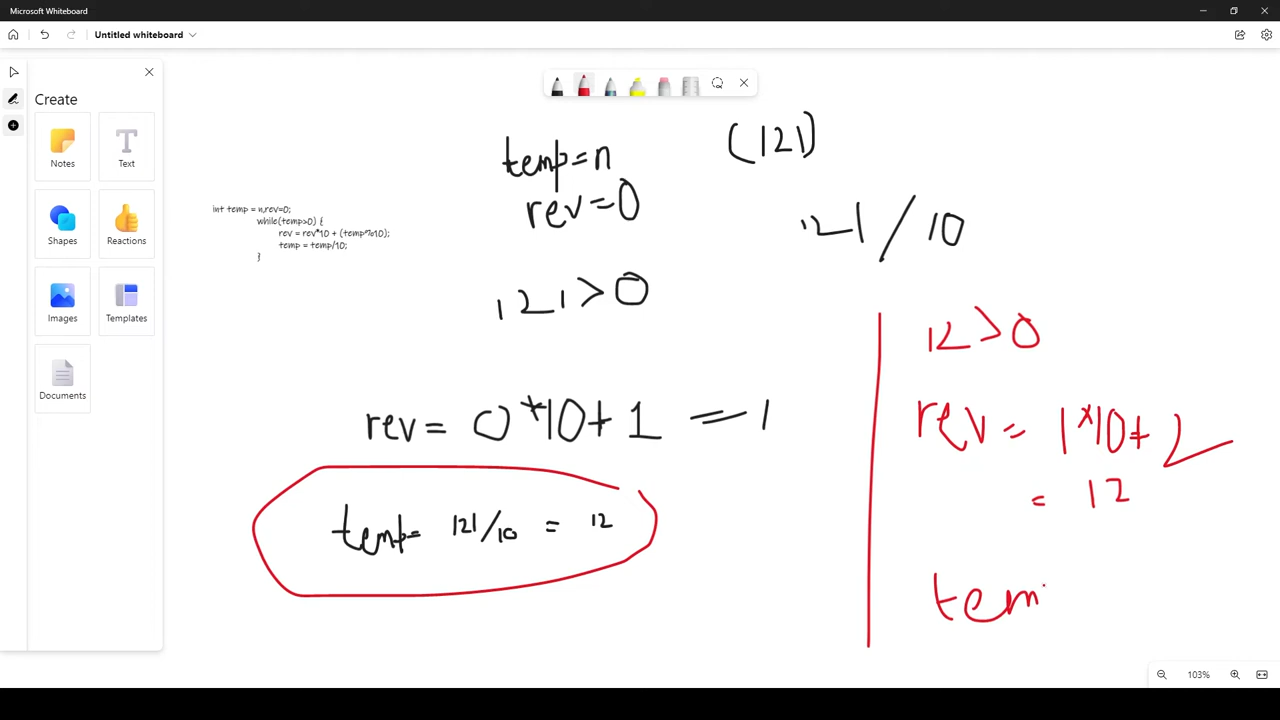 Microsoft Whiteboard
Untitled whiteboard
Create
Notes
Text
Shapes
Reactions
Images
Templates
Documents
int temp = n,rev=0;
while(temp>0) {
rev = rev*10 + (temp%10);
temp = temp/10;
}
temp=n
rev=0
(121)
121/10
121>0
rev= 0*10+1 =1
temp= 121/10 = 12
12>0
rev= 1*10+2
= 12
tem
103%